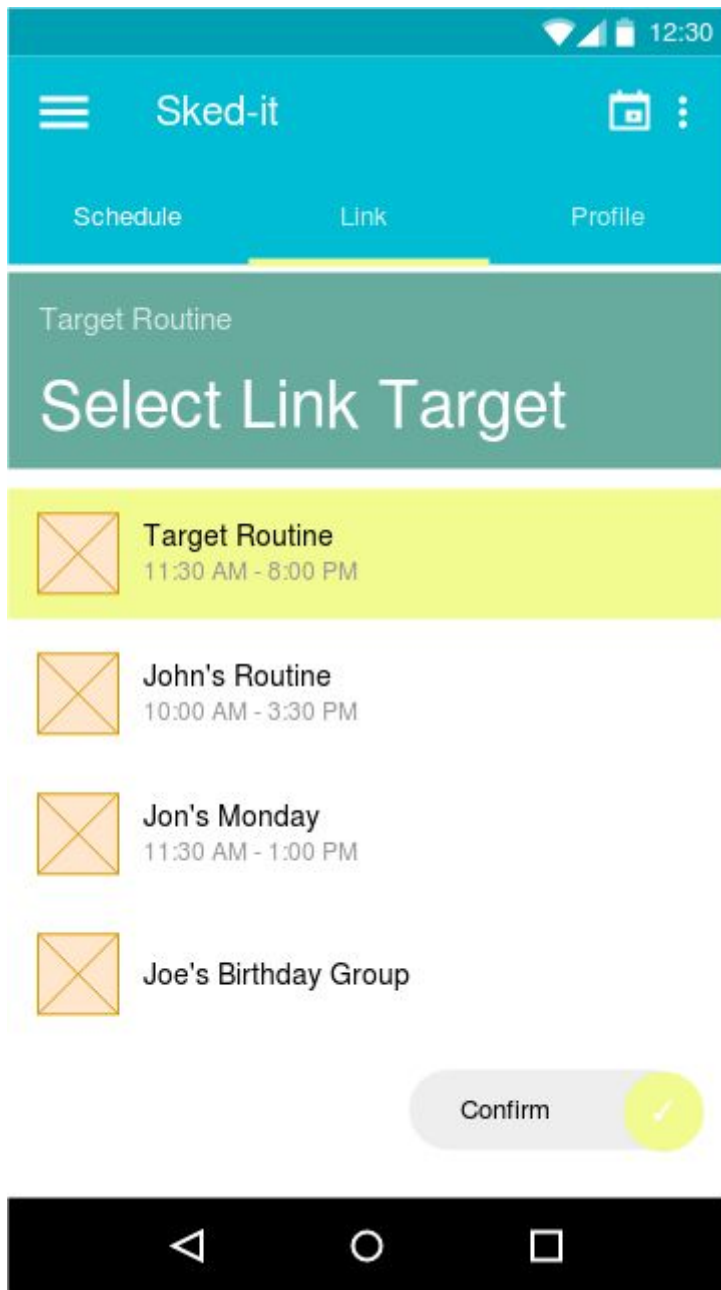 12:30
Sked-it
Schedule Link Profile
Target Routine
Select Link Target
Target Routine
11:30 AM - 8:00 PM
John's Routine
10:00 AM - 3:30 PM
Jon's Monday
11:30 AM - 1:00 PM
Joe's Birthday Group
Confirm